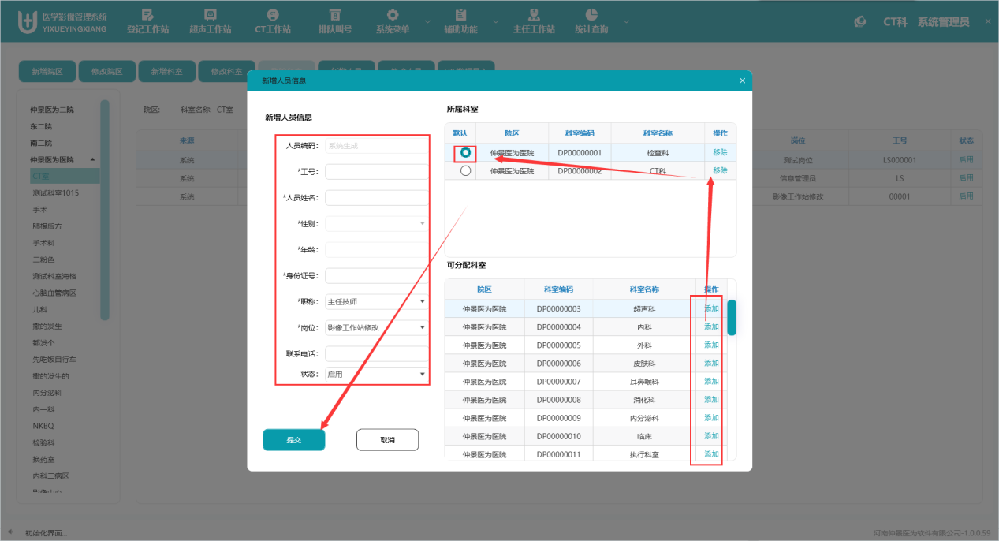 医学影像管理系统
YIXUEYINGXIANG
登记工作站
超声工作站
CT工作站
排队叫号
系统菜单
辅助功能
主任工作站
统计查询
CT科 系统管理员
新增院区
修改院区
新增科室
修改科室
新增人员信息
新增人员信息
人员编码: 系统生成
*工号:
*人员姓名:
*性别:
*年龄:
*身份证号:
*职称: 主任技师
*岗位: 影像工作站修改
联系电话:
状态: 启用
提交
取消
所属科室
默认 院区 科室编码 科室名称 操作
仲景医为医院 DP00000001 检查科 移除
仲景医为医院 DP00000002 CT科 移除
可分配科室
院区 科室编码 科室名称 操作
仲景医为医院 DP00000003 超声科 添加
仲景医为医院 DP00000004 内科 添加
仲景医为医院 DP00000005 外科 添加
仲景医为医院 DP00000006 皮肤科 添加
仲景医为医院 DP00000007 耳鼻喉科 添加
仲景医为医院 DP00000008 消化科 添加
仲景医为医院 DP00000009 内分泌科 添加
仲景医为医院 DP00000010 临床 添加
仲景医为医院 DP00000011 执行科室 添加
仲景医为二院
东二院
南二院
仲景医为医院
CT室
测试科室1015
手术
肺根后方
手术科
二粉色
测试科室海格
心脑血管病区
儿科
撒的发生
都发个
先吃饭自行车
撒的发生的
内分泌科
内一科
NKBQ
检验科
换药室
内科二病区
影像中心
院区: 科室名称: CT室
来源
系统
系统
系统
岗位 工号 状态
测试岗位 LS000001 启用
信息管理员 LS 启用
影像工作站修改 00001 启用
初始化界面...
河南仲景医为软件有限公司-1.0.0.59